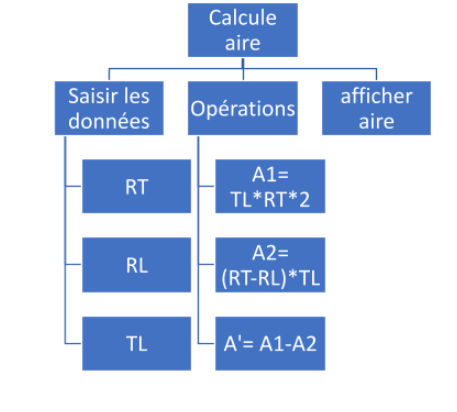 Calcule
aire
Saisir les
données
Opérations
afficher
aire
RT
A1=
TL*RT*2
RL
A2=
(RT-RL)*TL
TL
A'= A1-A2